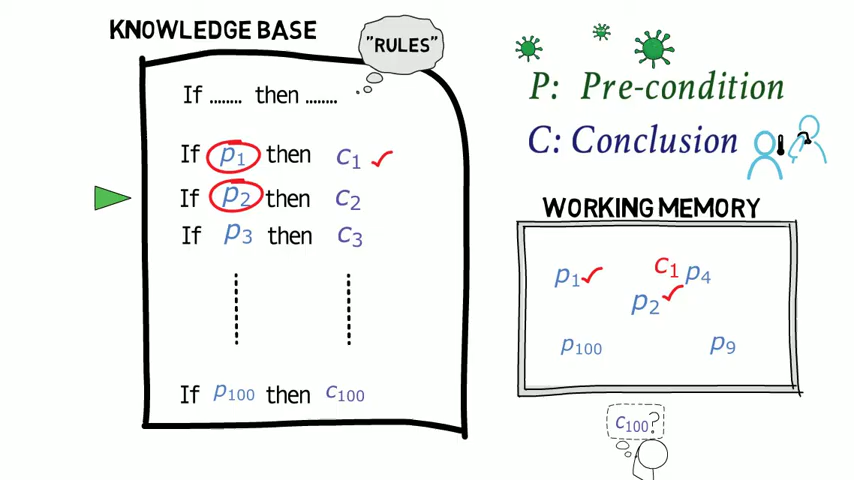 KNOWLEDGE BASE
"RULES"
If ........ then ........
If p1 then c1 ✓
If p2 then c2
If p3 then c3
If p100 then c100
P: Pre-condition
C: Conclusion
WORKING MEMORY
p1 ✓ c1 p4
p2 ✓
p100 p9
c100?